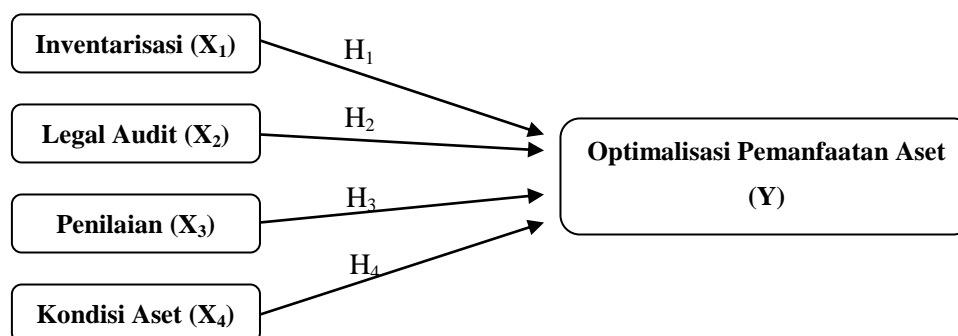 Inventarisasi (X1)
H1
Legal Audit (X2)
H2
Optimalisasi Pemanfaatan Aset
(Y)
Penilaian (X3)
H3
Kondisi Aset (X4)
H4